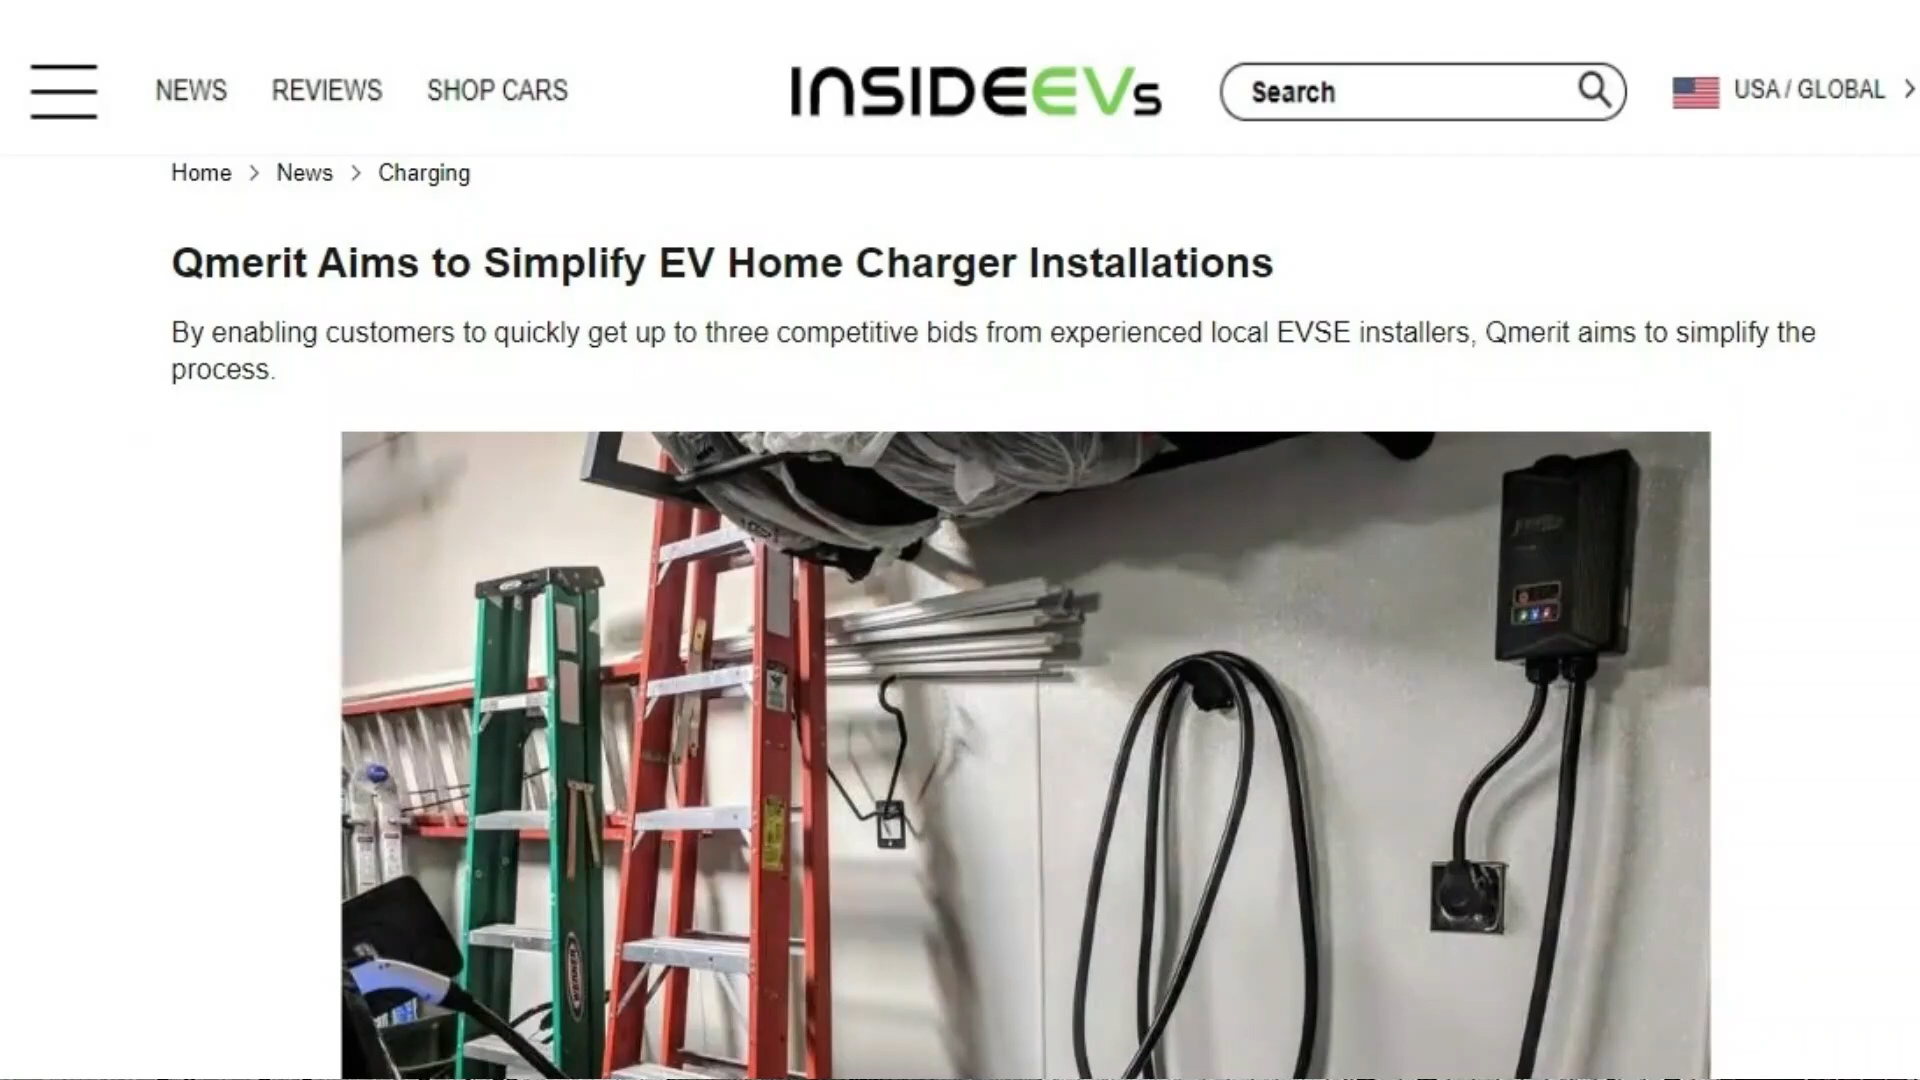 NEWS REVIEWS SHOP CARS INSIDEEVs Search USA / GLOBAL
Home > News > Charging
Qmerit Aims to Simplify EV Home Charger Installations
By enabling customers to quickly get up to three competitive bids from experienced local EVSE installers, Qmerit aims to simplify the
process.
WERNER